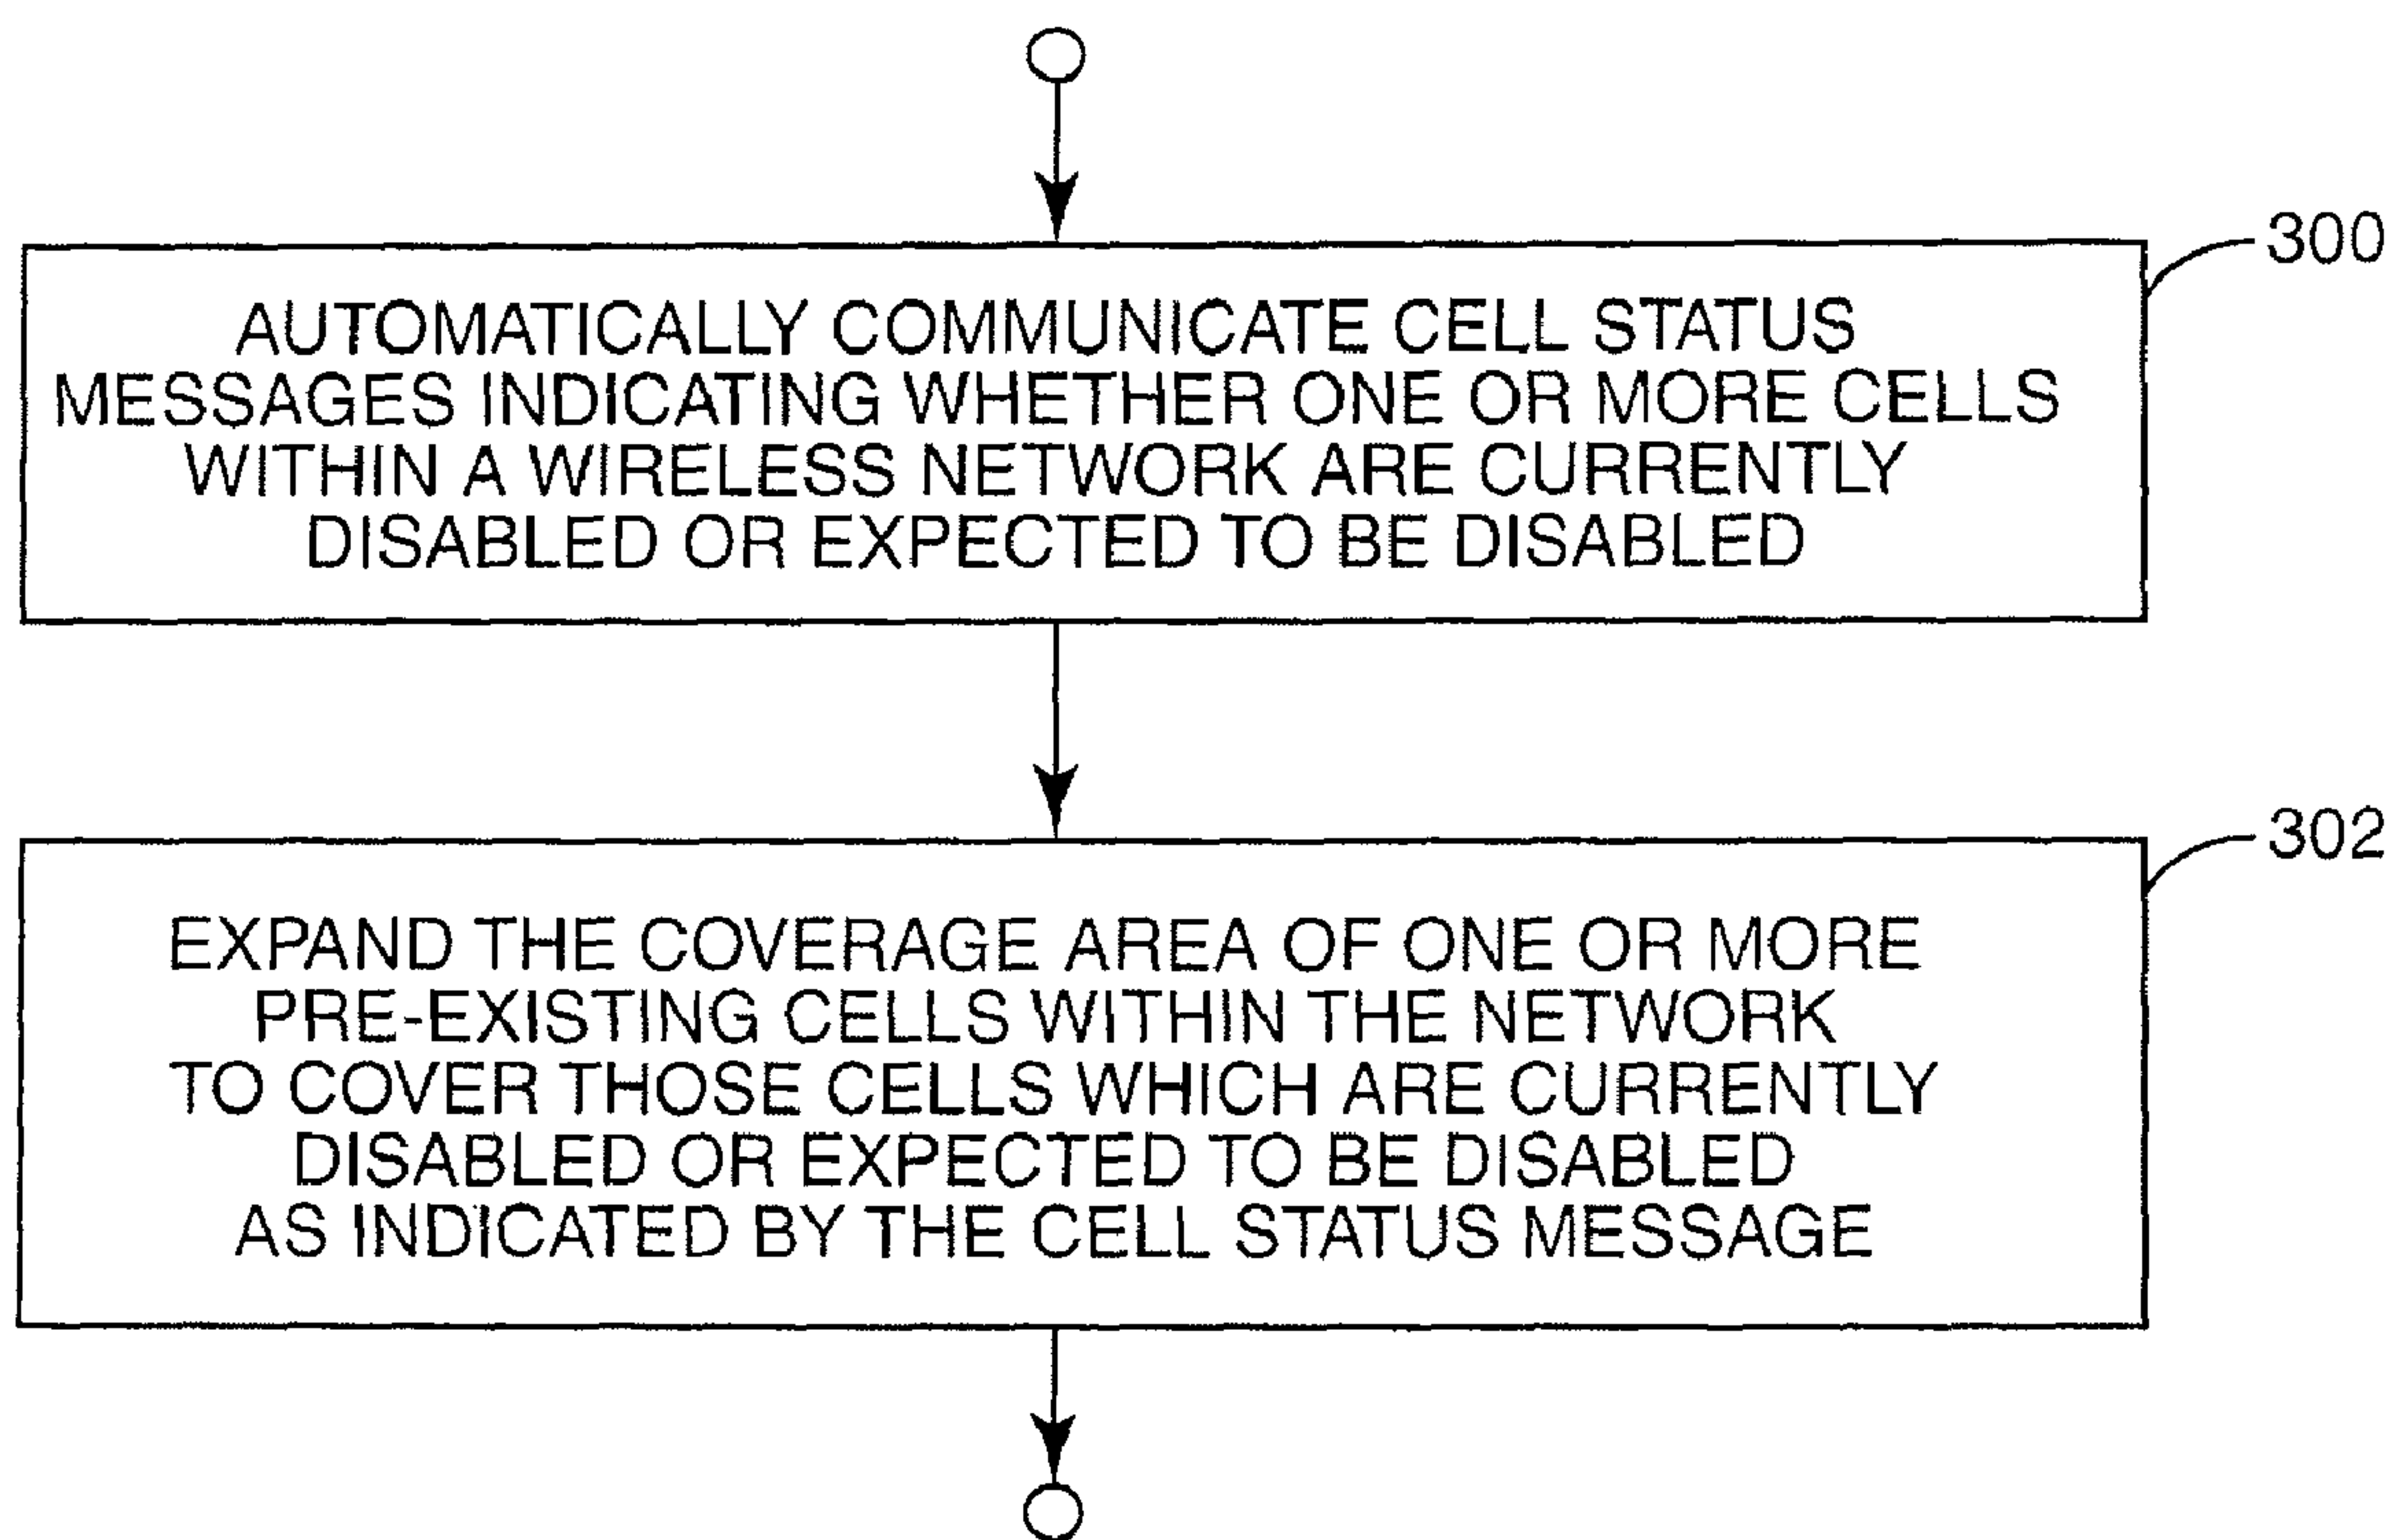 300
AUTOMATICALLY COMMUNICATE CELL STATUS
MESSAGES INDICATING WHETHER ONE OR MORE CELLS
WITHIN A WIRELESS NETWORK ARE CURRENTLY
DISABLED OR EXPECTED TO BE DISABLED
302
EXPAND THE COVERAGE AREA OF ONE OR MORE
PRE-EXISTING CELLS WITHIN THE NETWORK
TO COVER THOSE CELLS WHICH ARE CURRENTLY
DISABLED OR EXPECTED TO BE DISABLED
AS INDICATED BY THE CELL STATUS MESSAGE